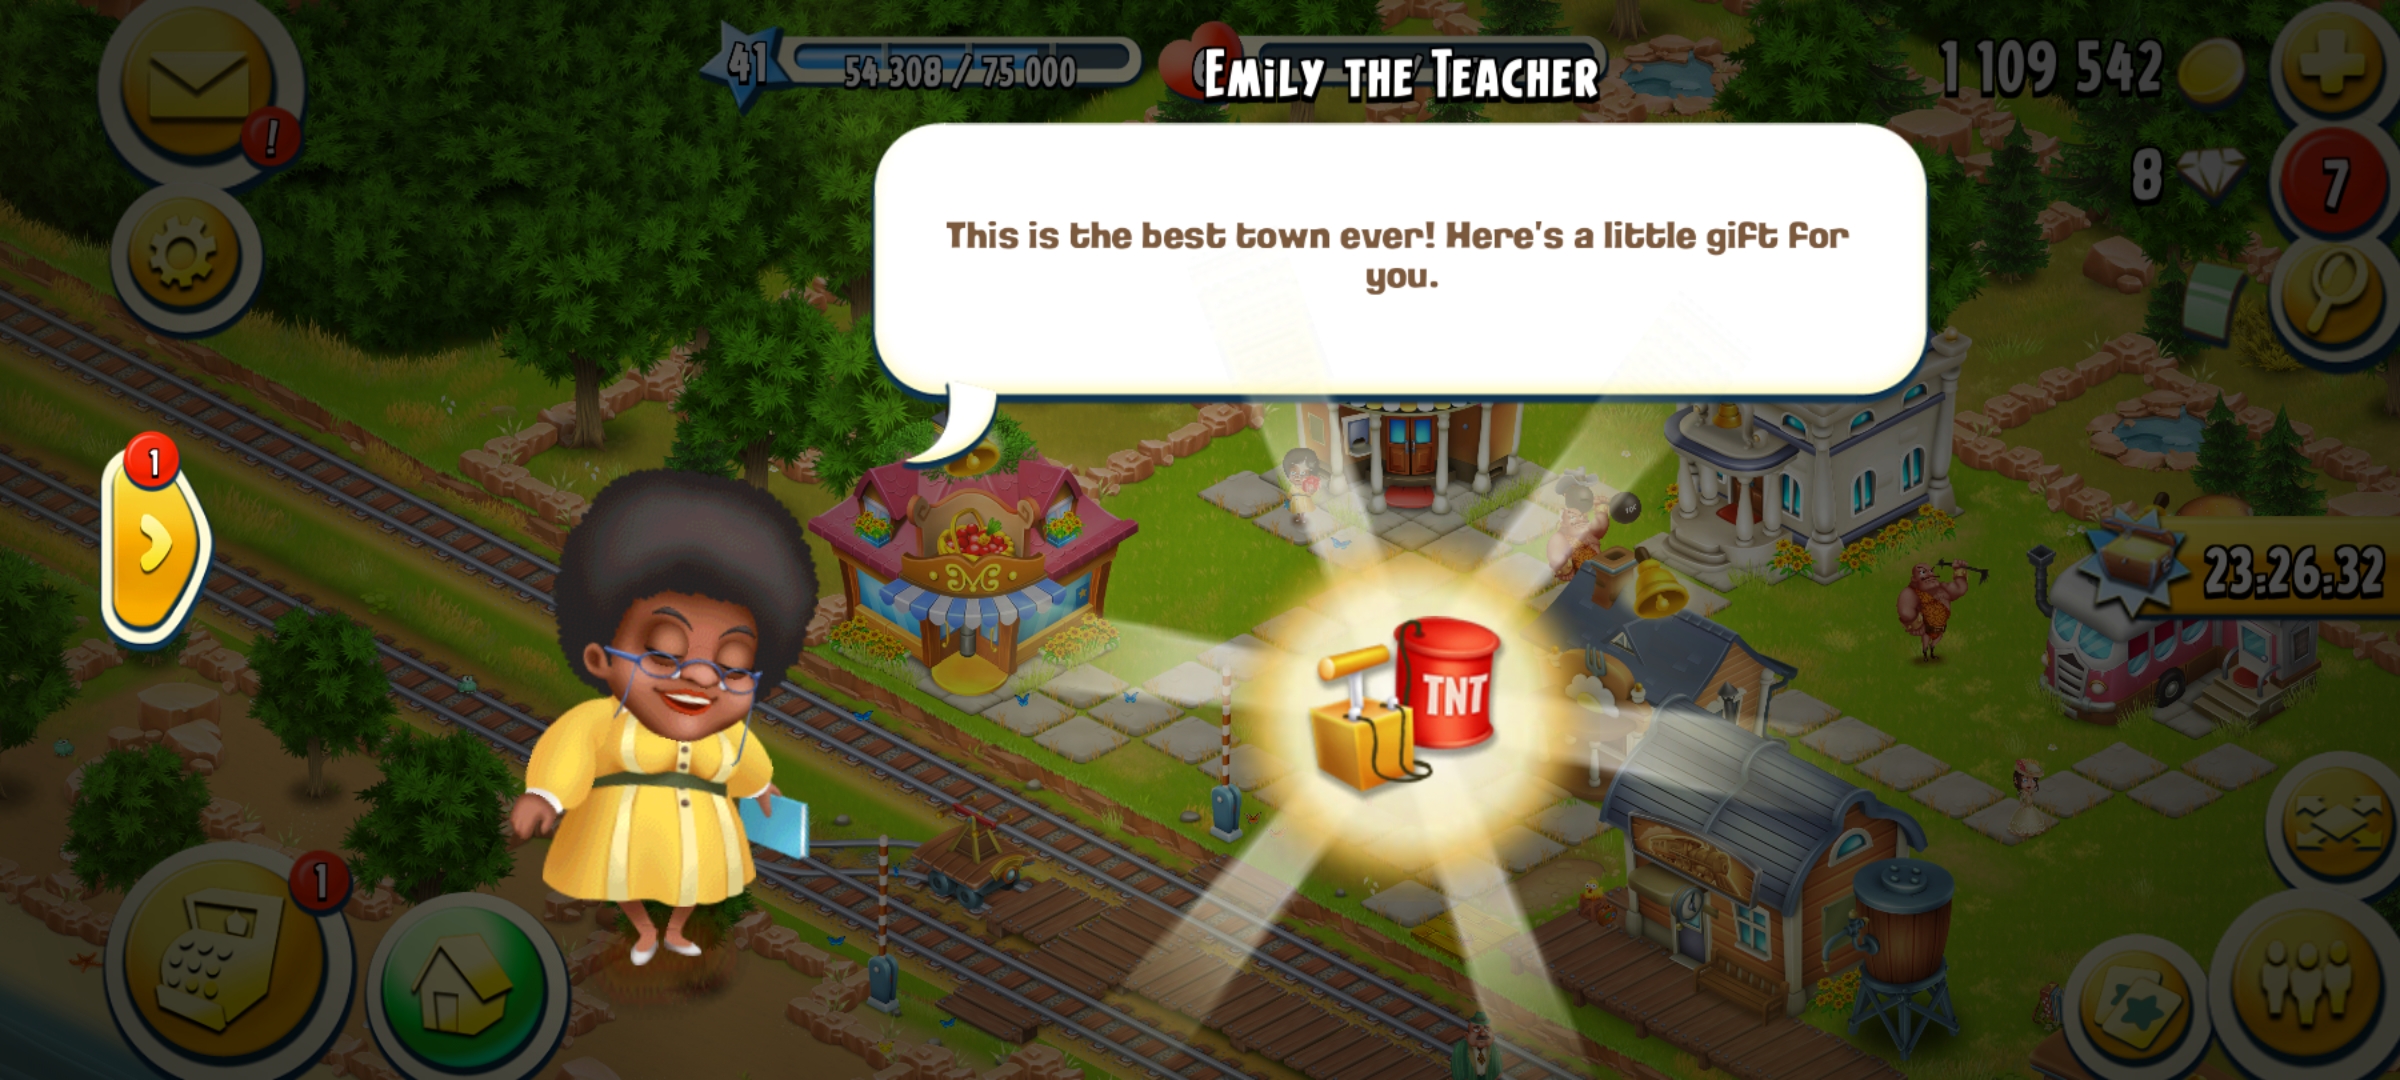 41
54 308 / 75 000
EMILY THE TEACHER
1 109 542
8
7
!
This is the best town ever! Here's a little gift for
you.
1
23:26:32
TNT
1